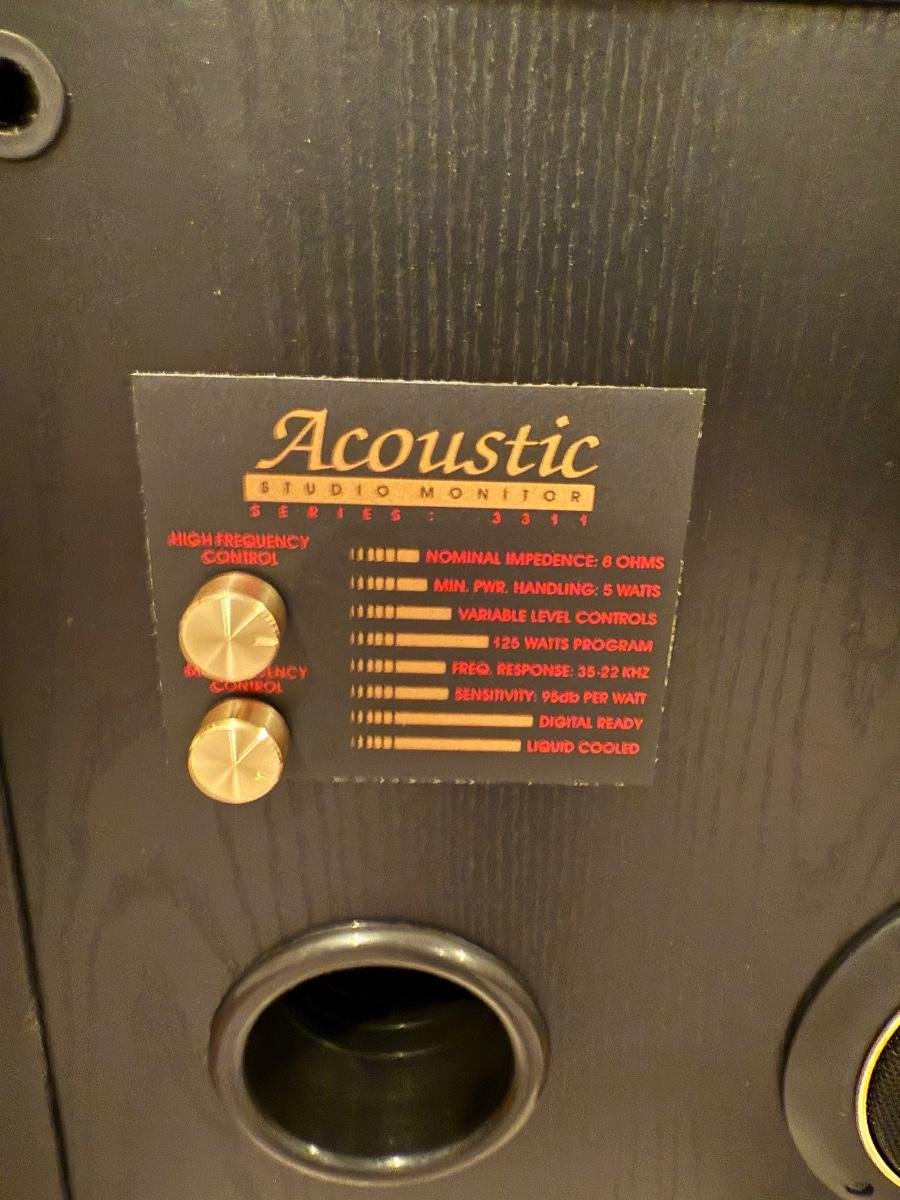 Acoustic
STUDIO MONITOR
SERIES: 3311
HIGH FREQUENCY
CONTROL
FREQUENCY
CONTROL
NOMINAL IMPEDENCE: 8 OHMS
MIN. PWR. HANDLING: 5 WATTS
VARIABLE LEVEL CONTROLS
125 WATTS PROGRAM
FREQ. RESPONSE: 35-22 KHZ
SENSITIVITY: 95db PER WATT
DIGITAL READY
LIQUID COOLED